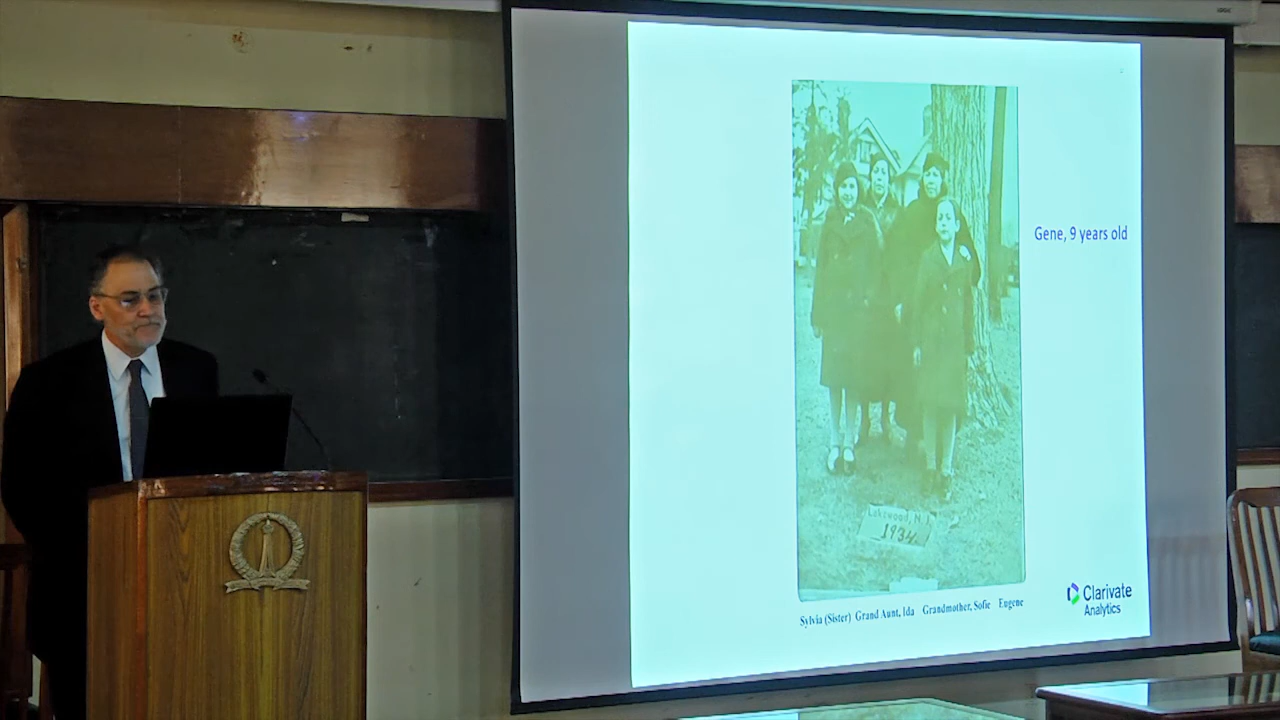 Gene, 9 years old
Lakewood, N.J.
1934.
Sylvia (Sister) Grand Aunt, Ida Grandmother, Sofie Eugene
Clarivate
Analytics